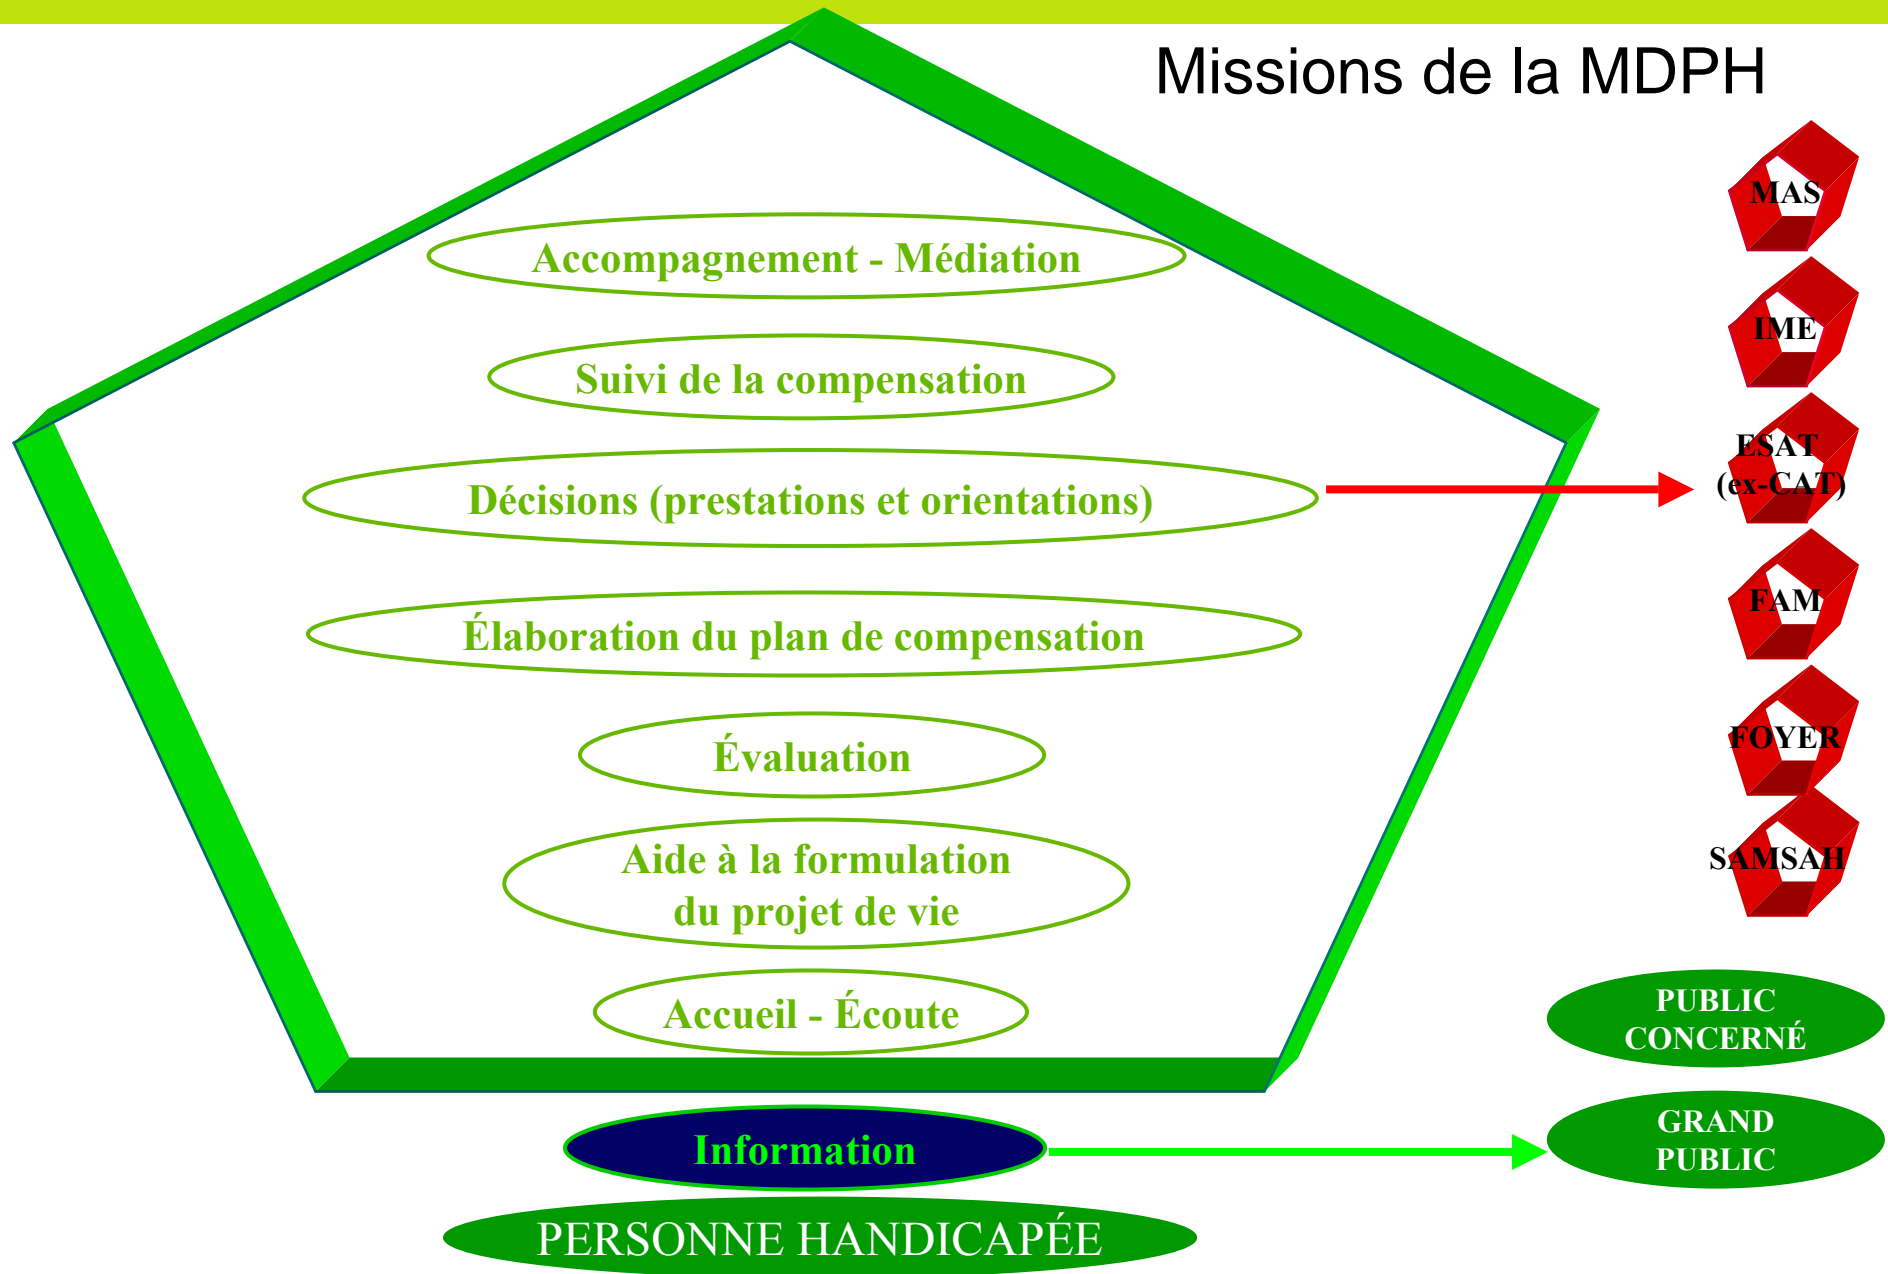 Missions de la MDPH
Accompagnement - Médiation
Suivi de la compensation
Décisions (prestations et orientations)
Élaboration du plan de compensation
Évaluation
Aide à la formulation
du projet de vie
Accueil - Écoute
Information
PERSONNE HANDICAPÉE
MAS
IME
ESAT
(ex-CAT)
FAM
FOYER
SAMSAH
PUBLIC
CONCERNÉ
GRAND
PUBLIC